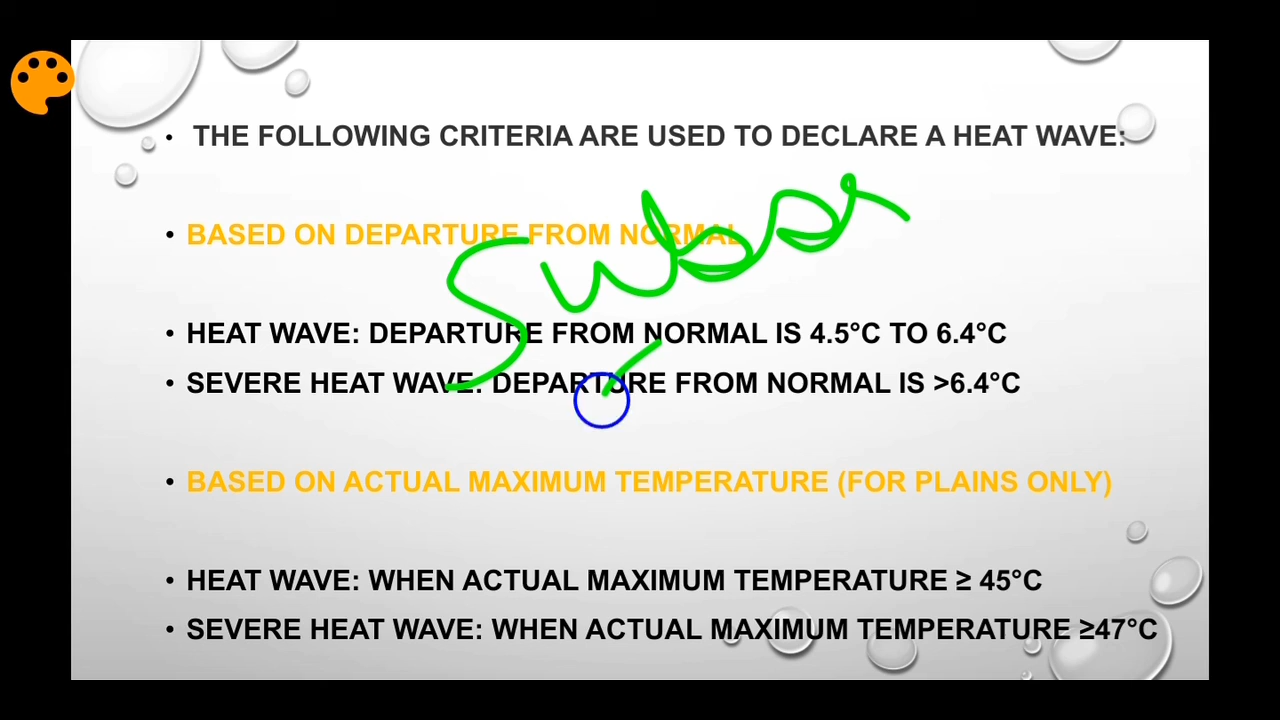 • THE FOLLOWING CRITERIA ARE USED TO DECLARE A HEAT WAVE:
• BASED ON DEPARTURE FROM NORMAL
• HEAT WAVE: DEPARTURE FROM NORMAL IS 4.5°C TO 6.4°C
• SEVERE HEAT WAVE: DEPARTURE FROM NORMAL IS >6.4°C
• BASED ON ACTUAL MAXIMUM TEMPERATURE (FOR PLAINS ONLY)
• HEAT WAVE: WHEN ACTUAL MAXIMUM TEMPERATURE ≥ 45°C
• SEVERE HEAT WAVE: WHEN ACTUAL MAXIMUM TEMPERATURE ≥47°C